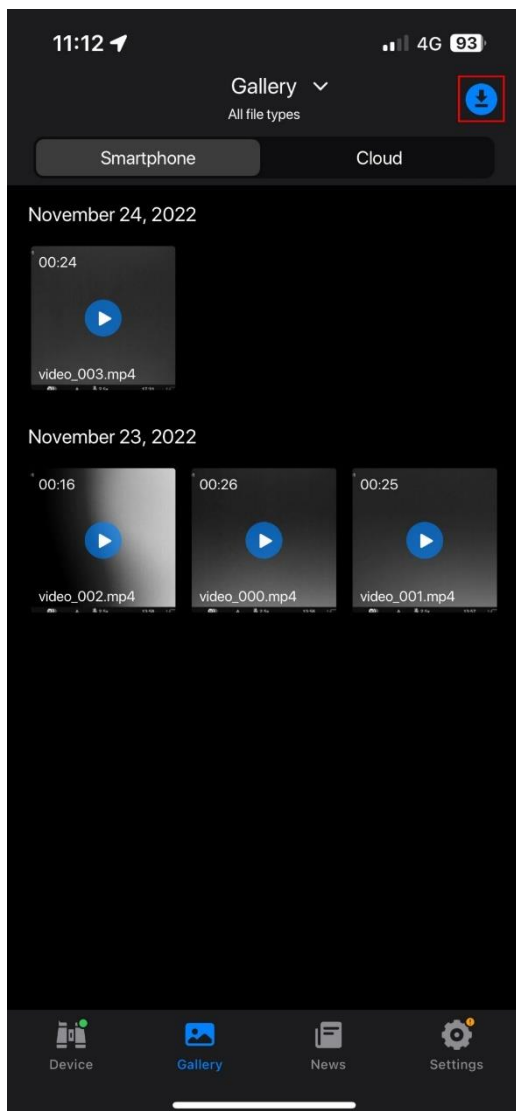 11:12 4G 93
Gallery
All file types
Smartphone Cloud
November 24, 2022
00:24
video_003.mp4
November 23, 2022
00:16 00:26 00:25
video_002.mp4 video_000.mp4 video_001.mp4
Device Gallery News Settings